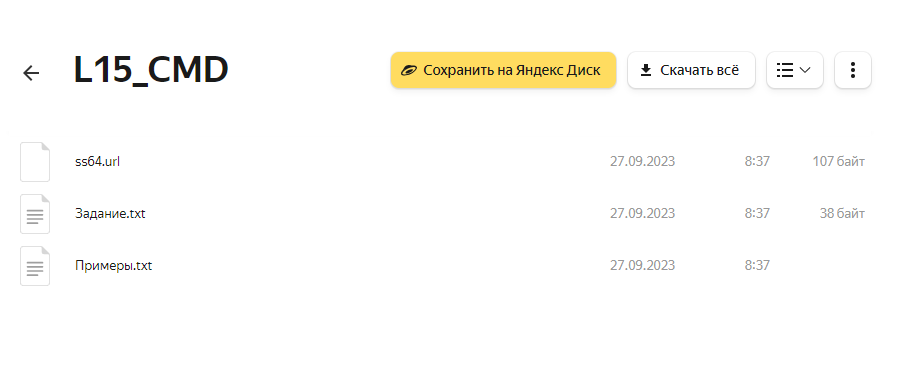 L15_CMD
Сохранить на Яндекс Диск
Скачать всё
ss64.url 27.09.2023 8:37 107 байт
Задание.txt 27.09.2023 8:37 38 байт
Примеры.txt 27.09.2023 8:37